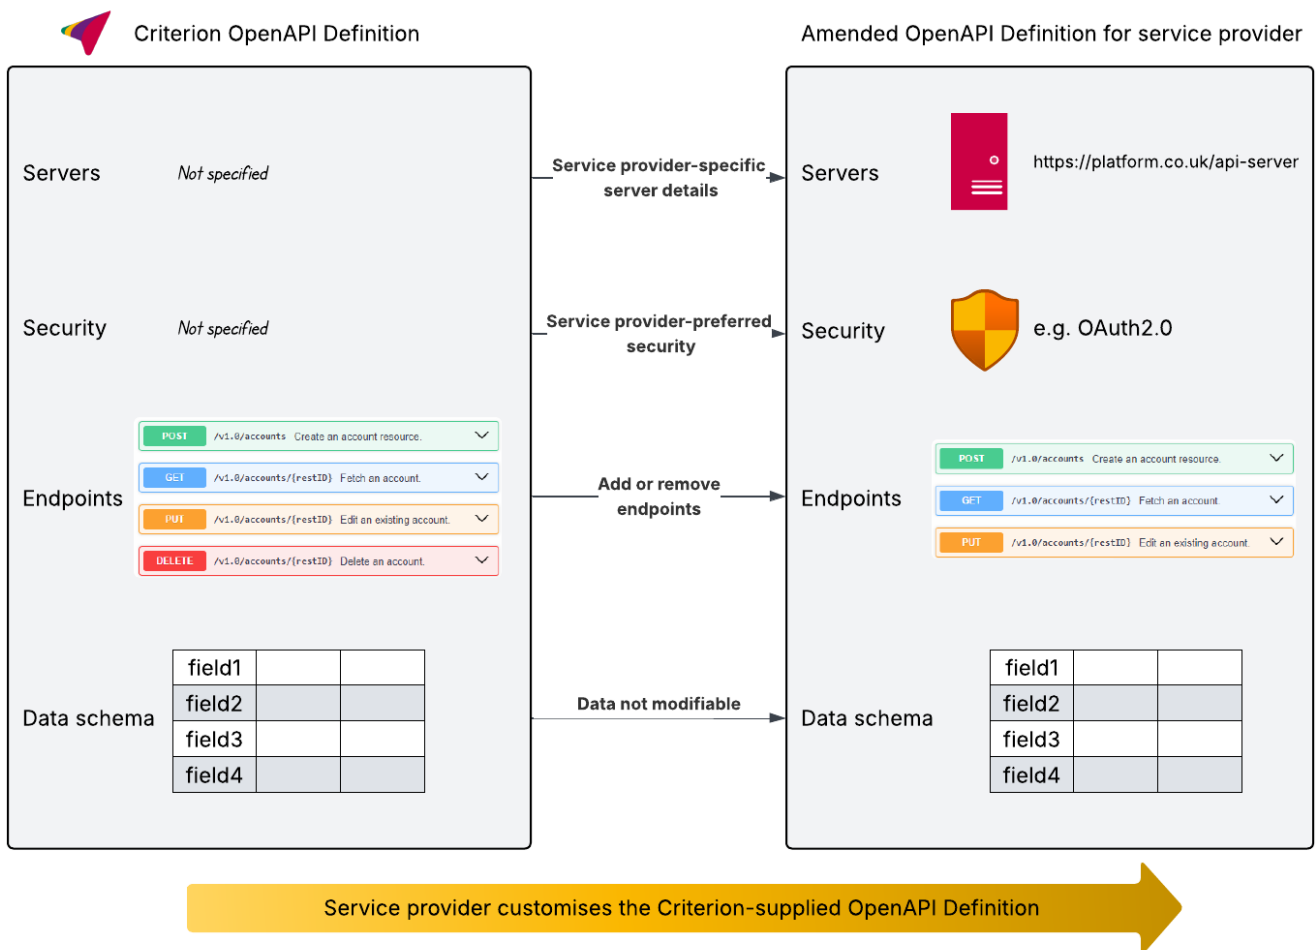 Criterion OpenAPI Definition
Amended OpenAPI Definition for service provider
Servers
Not specified
Service provider-specific
server details
Servers
https://platform.co.uk/api-server
Security
Not specified
Service provider-preferred
security
Security
e.g. OAuth2.0
Endpoints
POST /v1.0/accounts Create an account resource.
GET /v1.0/accounts/{restID} Fetch an account.
PUT /v1.0/accounts/{restID} Edit an existing account.
DELETE /v1.0/accounts/{restID} Delete an account.
Add or remove
endpoints
Endpoints
POST /v1.0/accounts Create an account resource.
GET /v1.0/accounts/{restID} Fetch an account.
PUT /v1.0/accounts/{restID} Edit an existing account.
Data schema
field1
field2
field3
field4
Data not modifiable
Data schema
field1
field2
field3
field4
Service provider customises the Criterion-supplied OpenAPI Definition